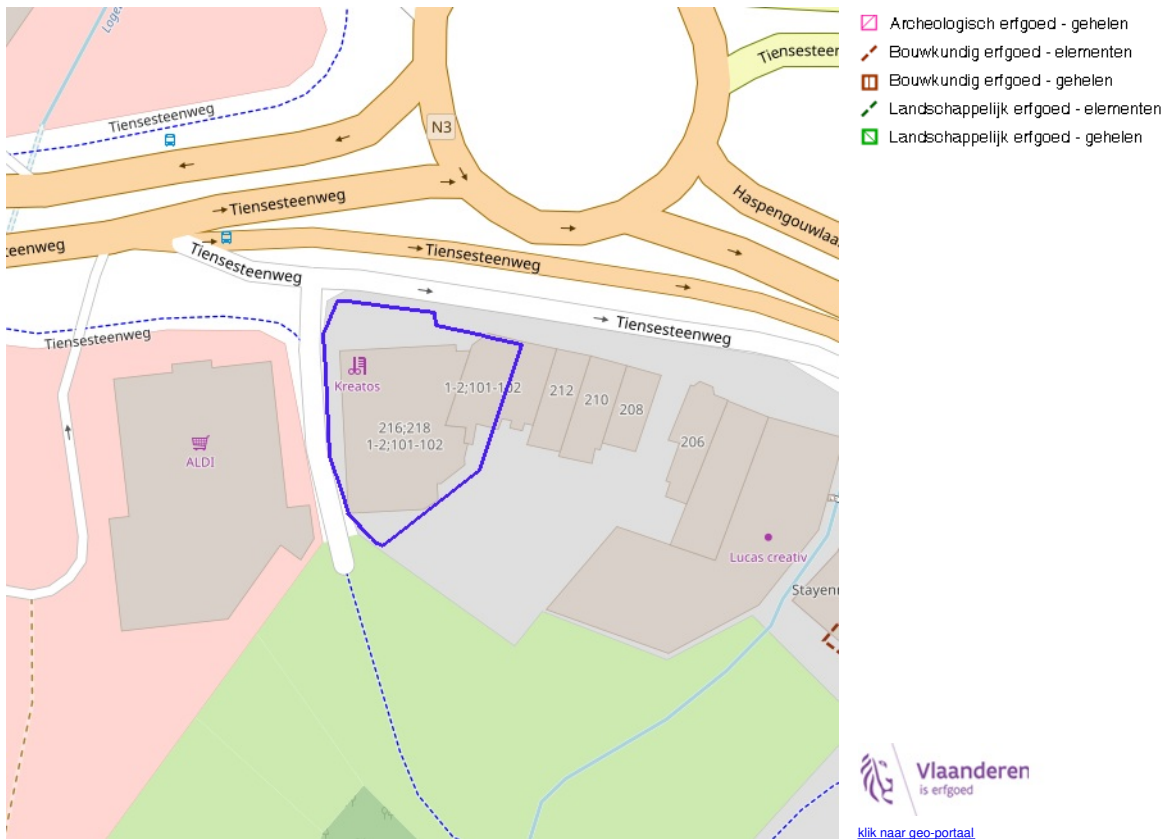 Tiensesteenweg
N3
Tiensesteenweg
steenweg
Tiensesteenweg
Tiensesteenweg
Tiensesteenweg
Tiensesteenweg
Kreatos
1-2;101-102
212
210
208
216;218
1-2;101-102
206
ALDI
Lucas creativ
Stayen
Archeologisch erfgoed - gehelen
Bouwkundig erfgoed - elementen
Bouwkundig erfgoed - gehelen
Landschappelijk erfgoed - elementen
Landschappelijk erfgoed - gehelen
Vlaanderen
is erfgoed
klik naar geo-portaal